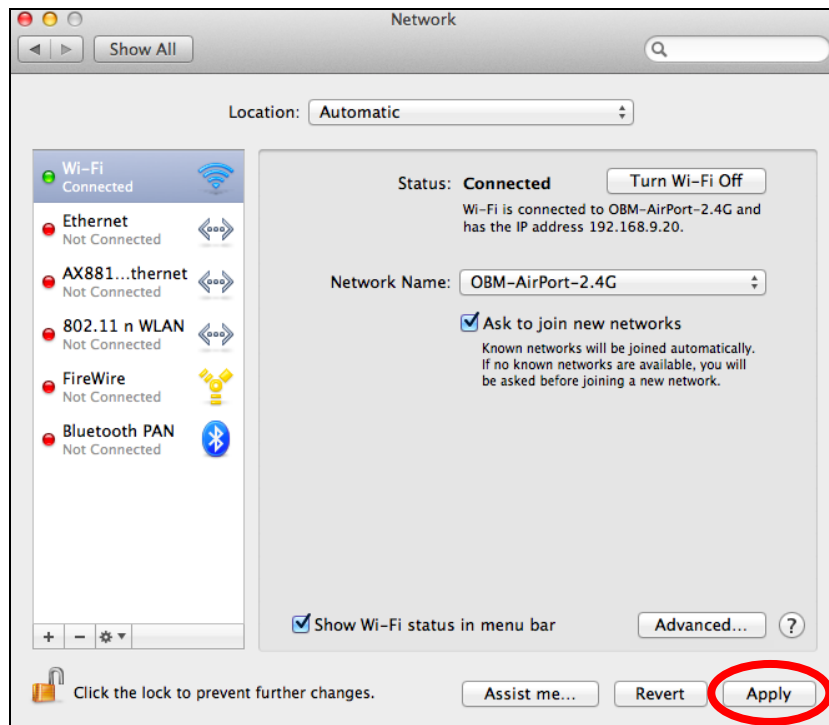 Network
Show All
Location: Automatic
Wi-Fi
Connected
Ethernet
Not Connected
AX881...thernet
Not Connected
802.11 n WLAN
Not Connected
FireWire
Not Connected
Bluetooth PAN
Not Connected
Status: Connected
Turn Wi-Fi Off
Wi-Fi is connected to OBM-AirPort-2.4G and
has the IP address 192.168.9.20.
Network Name: OBM-AirPort-2.4G
Ask to join new networks
Known networks will be joined automatically.
If no known networks are available, you will
be asked before joining a new network.
Show Wi-Fi status in menu bar
Advanced...
?
Click the lock to prevent further changes.
Assist me...
Revert
Apply